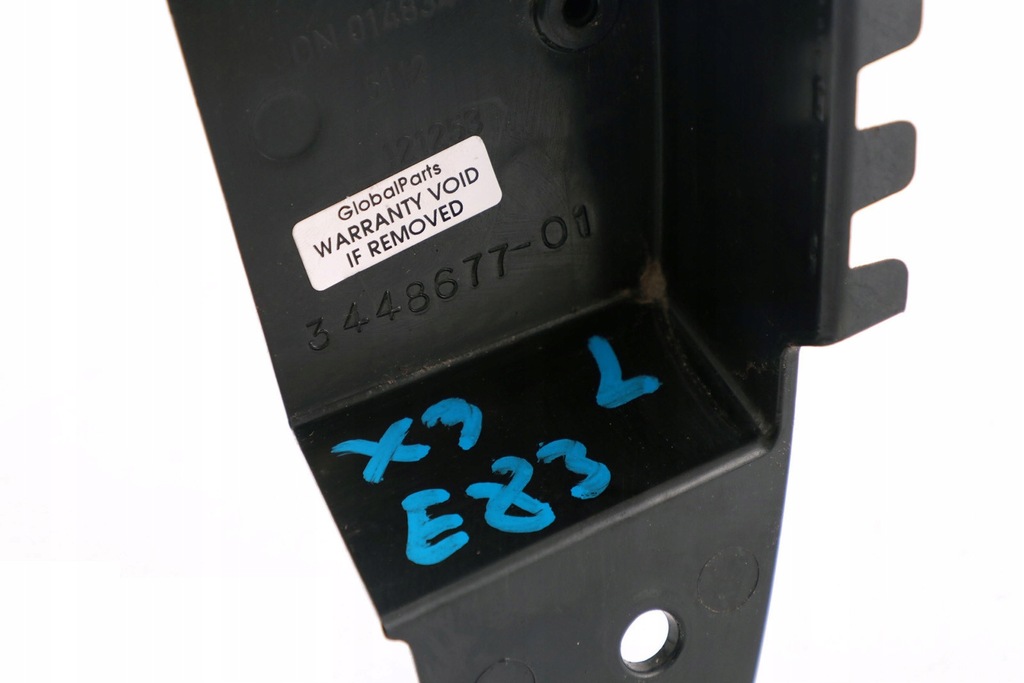 GlobalParts
WARRANTY VOID
IF REMOVED
3448677-01
L
X3
E83